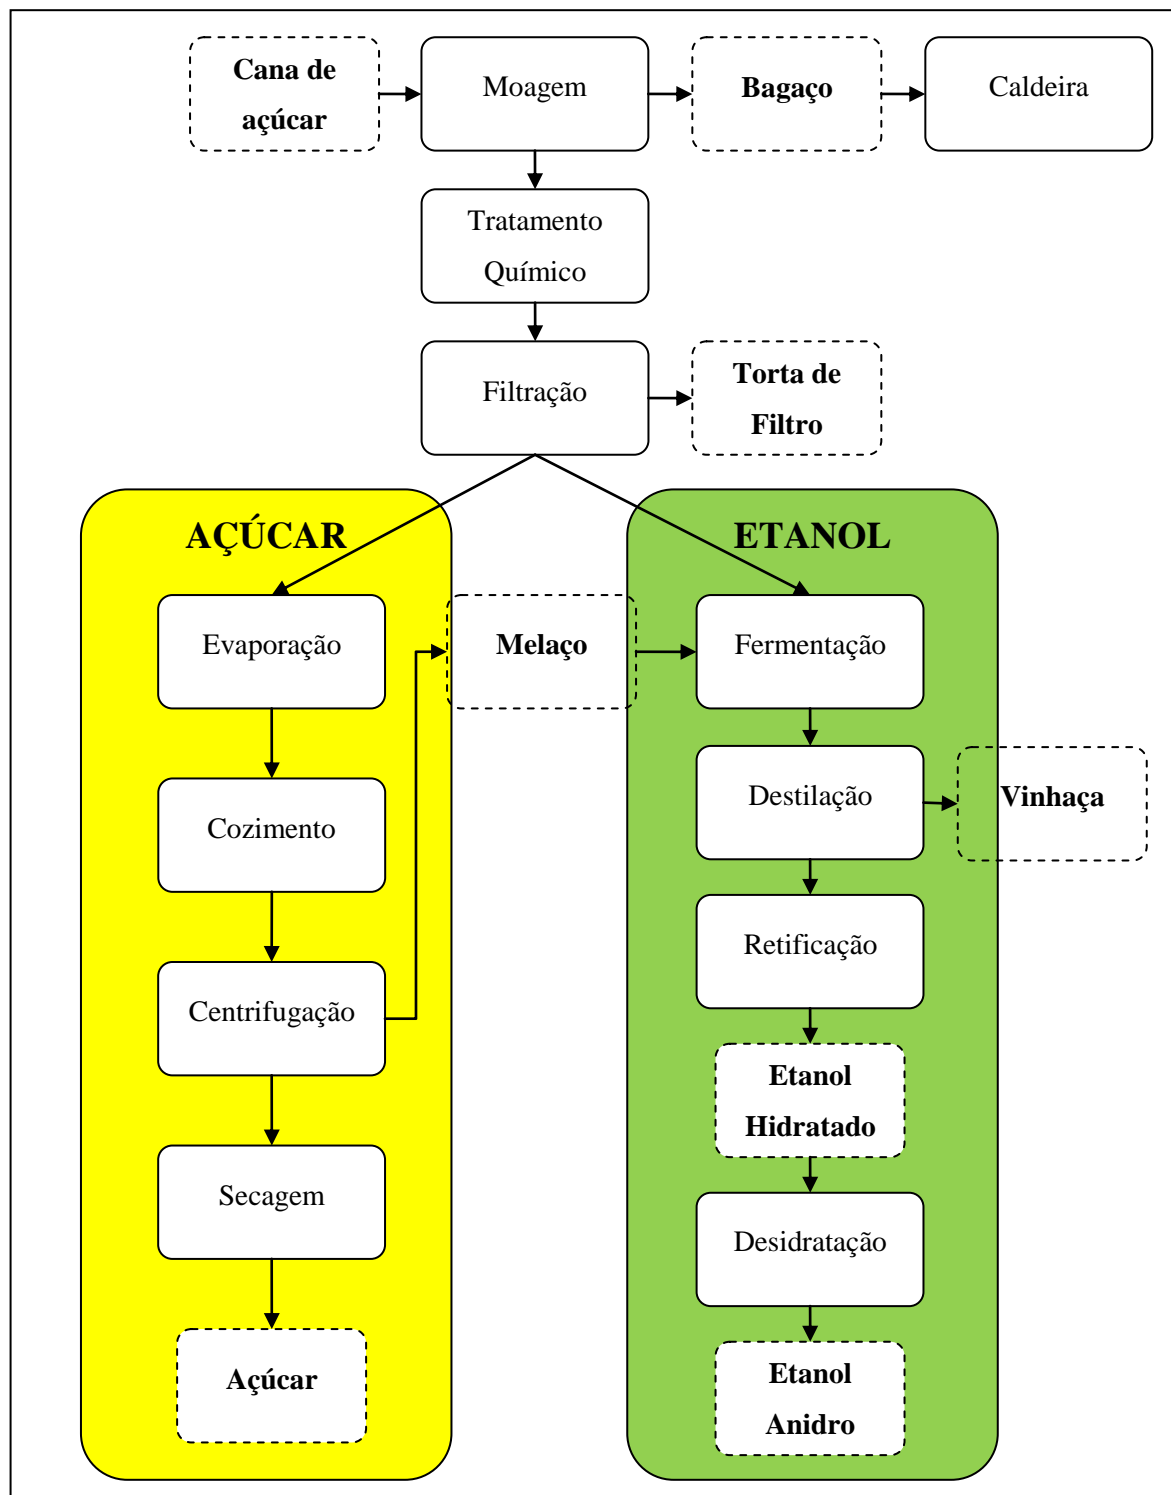 Cana de
açúcar
Moagem
Bagaço
Caldeira
Tratamento
Químico
Filtração
Torta de
Filtro
AÇÚCAR
ETANOL
Evaporação
Melaço
Fermentação
Cozimento
Destilação
Vinhaça
Centrifugação
Retificação
Etanol
Hidratado
Secagem
Desidratação
Açúcar
Etanol
Anidro